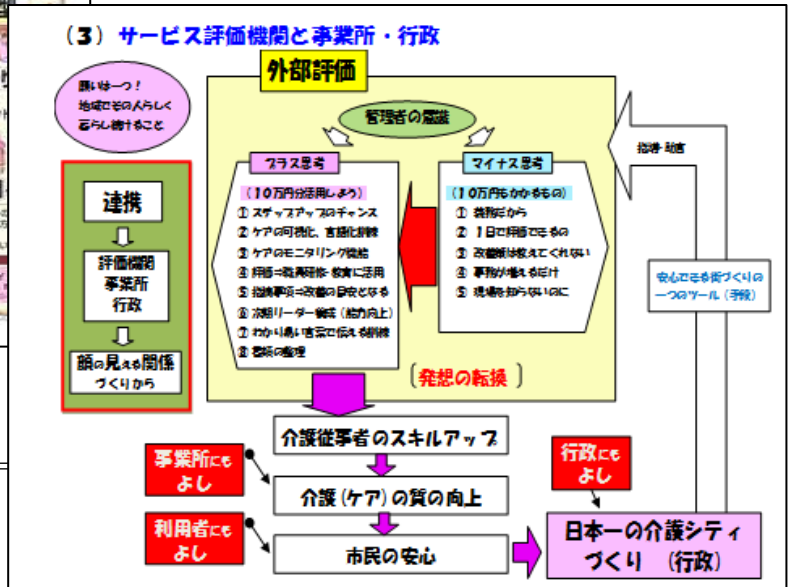 （3）サービス評価機関と事業所・行政
外部評価
願いは一つ！
地域でその人らしく
暮らし続けること
管理者の意識
連携
評価機関
事業所
行政
顔の見える関係
づくりから
プラス思考
（10万円分活用しよう）
① ステップアップのチャンス
② ケアの可視化、言語化訓練
③ ケアのモニタリング機能
④ 評価⇒職員研修・教育に活用
⑤ 指摘事項⇒改善の目安となる
⑥ 次期リーダー養成（能力向上）
⑦ わかり易い言葉で伝える訓練
⑧ 書類の整理
マイナス思考
（10万円もかかるもの）
① 義務だから
② 1日で評価できるの
③ 改善策は教えてくれない
④ 事務が増えるだけ
⑤ 現場を知らないのに
〔発想の転換〕
指導・助言
安心できる街づくりの
一つのツール（手段）
介護従事者のスキルアップ
事業所にも
よし
介護（ケア）の質の向上
利用者にも
よし
市民の安心
行政にも
よし
日本一の介護シティ
づくり （行政）